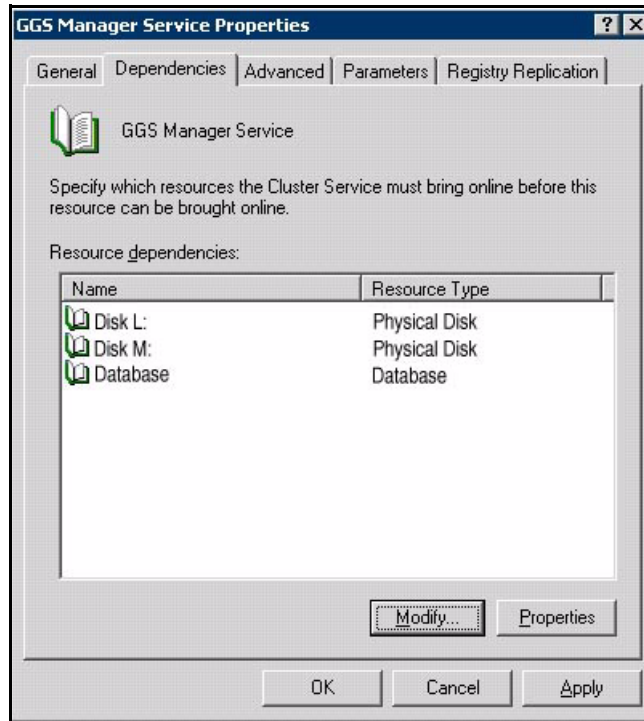 GGS Manager Service Properties
General Dependencies Advanced Parameters Registry Replication
GGS Manager Service
Specify which resources the Cluster Service must bring online before this
resource can be brought online.
Resource dependencies:
Name Resource Type
Disk L: Physical Disk
Disk M: Physical Disk
Database Database
Modify... Properties
OK Cancel Apply